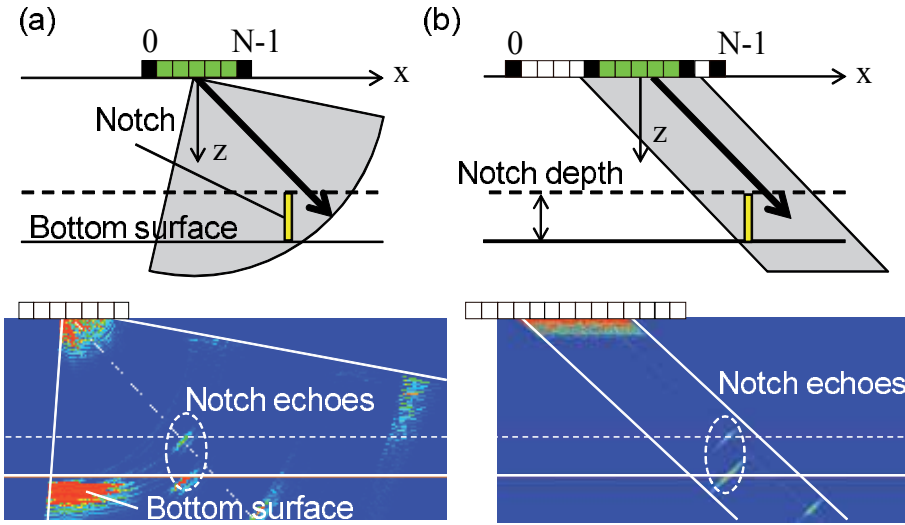 (a)
0
N-1
x
Notch
z
Bottom surface
Notch echoes
Bottom surface
(b)
0
N-1
x
z
Notch depth
Notch echoes